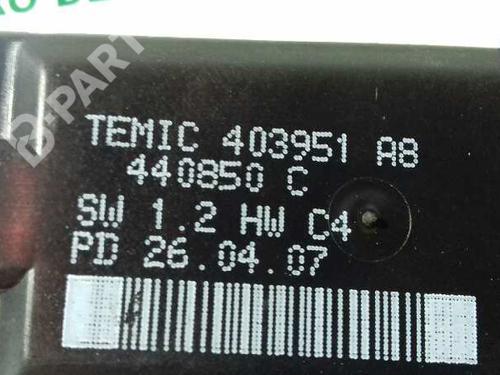 B-PARTS
TEMIC 403951 A8
440850 C
SW 1.2 HW C4
PD 26.04.07